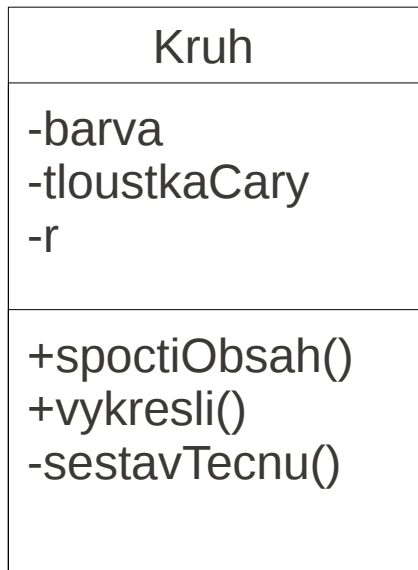 Kruh
-barva
-tloustkaCary
-r
+spoctiObsah()
+vykresli()
-sestavTecnu()